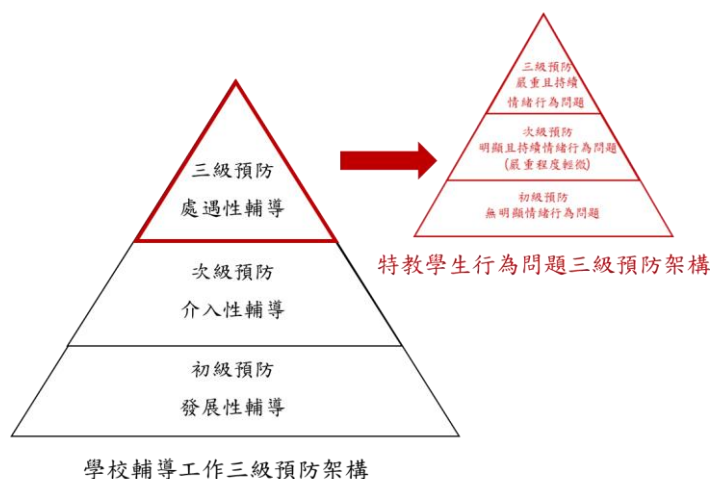 三級預防
處遇性輔導
次級預防
介入性輔導
初級預防
發展性輔導
學校輔導工作三級預防架構
三級預防
嚴重且持續
情緒行為問題
次級預防
明顯且持續情緒行為問題
(嚴重程度輕微)
初級預防
無明顯情緒行為問題
特教學生行為問題三級預防架構